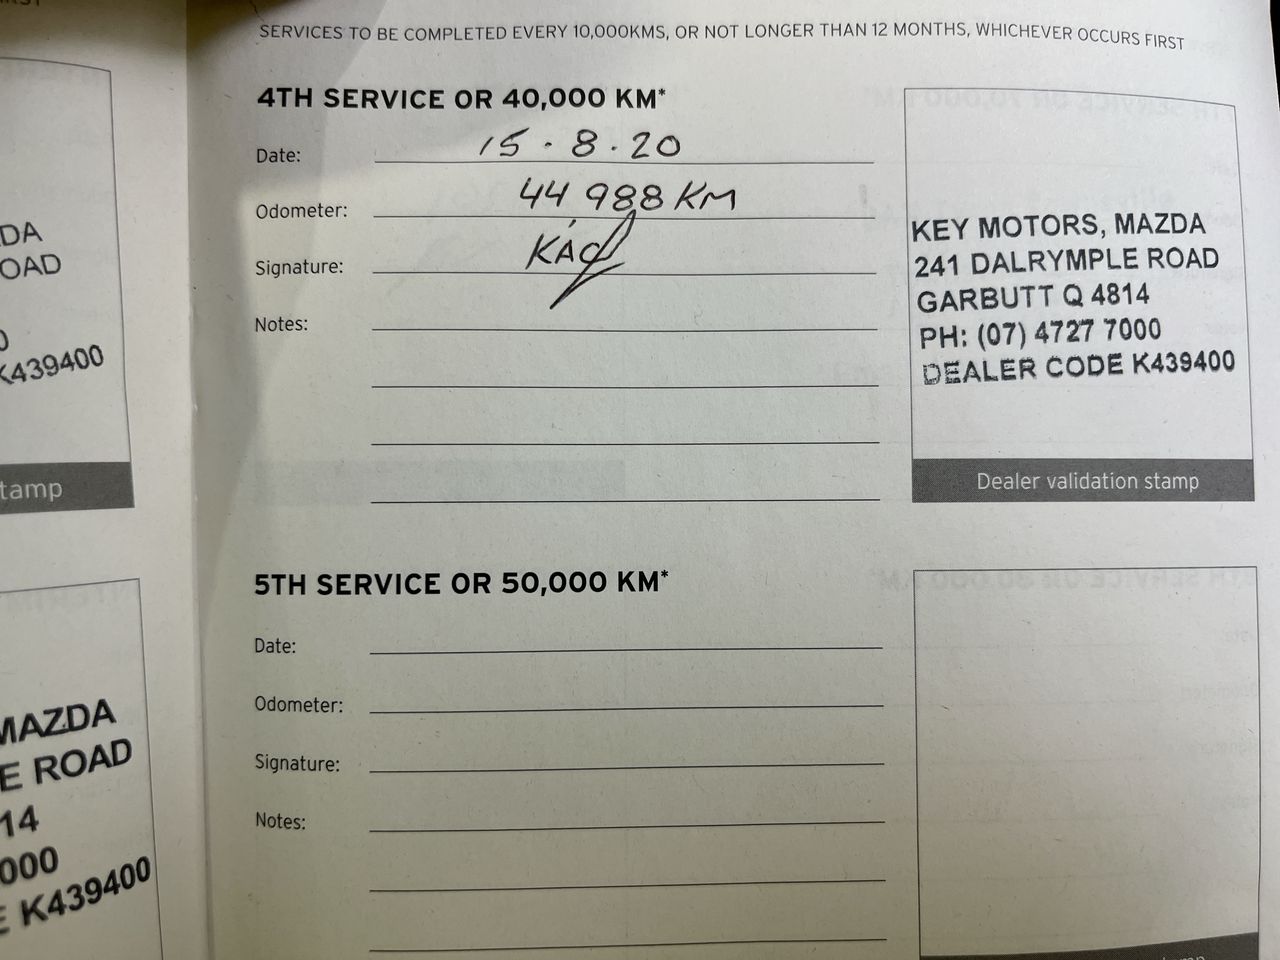 SERVICES TO BE COMPLETED EVERY 10,000KMS, OR NOT LONGER THAN 12 MONTHS, WHICHEVER OCCURS FIRST
4TH SERVICE OR 40,000 KM*
Date: 15.8.20
Odometer: 44 988 KM
Signature:
Notes:
KEY MOTORS, MAZDA
241 DALRYMPLE ROAD
GARBUTT Q 4814
PH: (07) 4727 7000
DEALER CODE K439400
Dealer validation stamp
5TH SERVICE OR 50,000 KM*
Date:
Odometer:
Signature:
Notes:
DA
OAD
K439400
tamp
MAZDA
E ROAD
14
000
E K439400